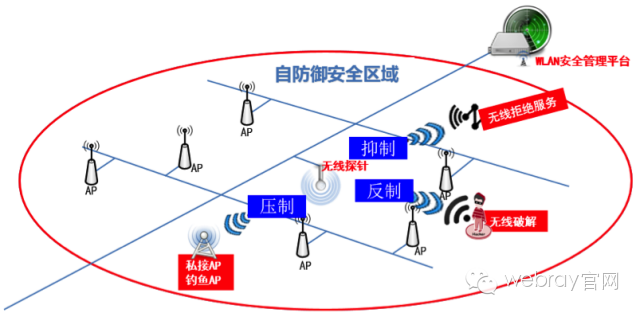 WLAN安全管理平台
自防御安全区域
无线拒绝服务
AP
AP
抑制
AP
无线探针
AP
反制
AP
压制
无线破解
AP
AP
私接AP
钓鱼AP
webray官网